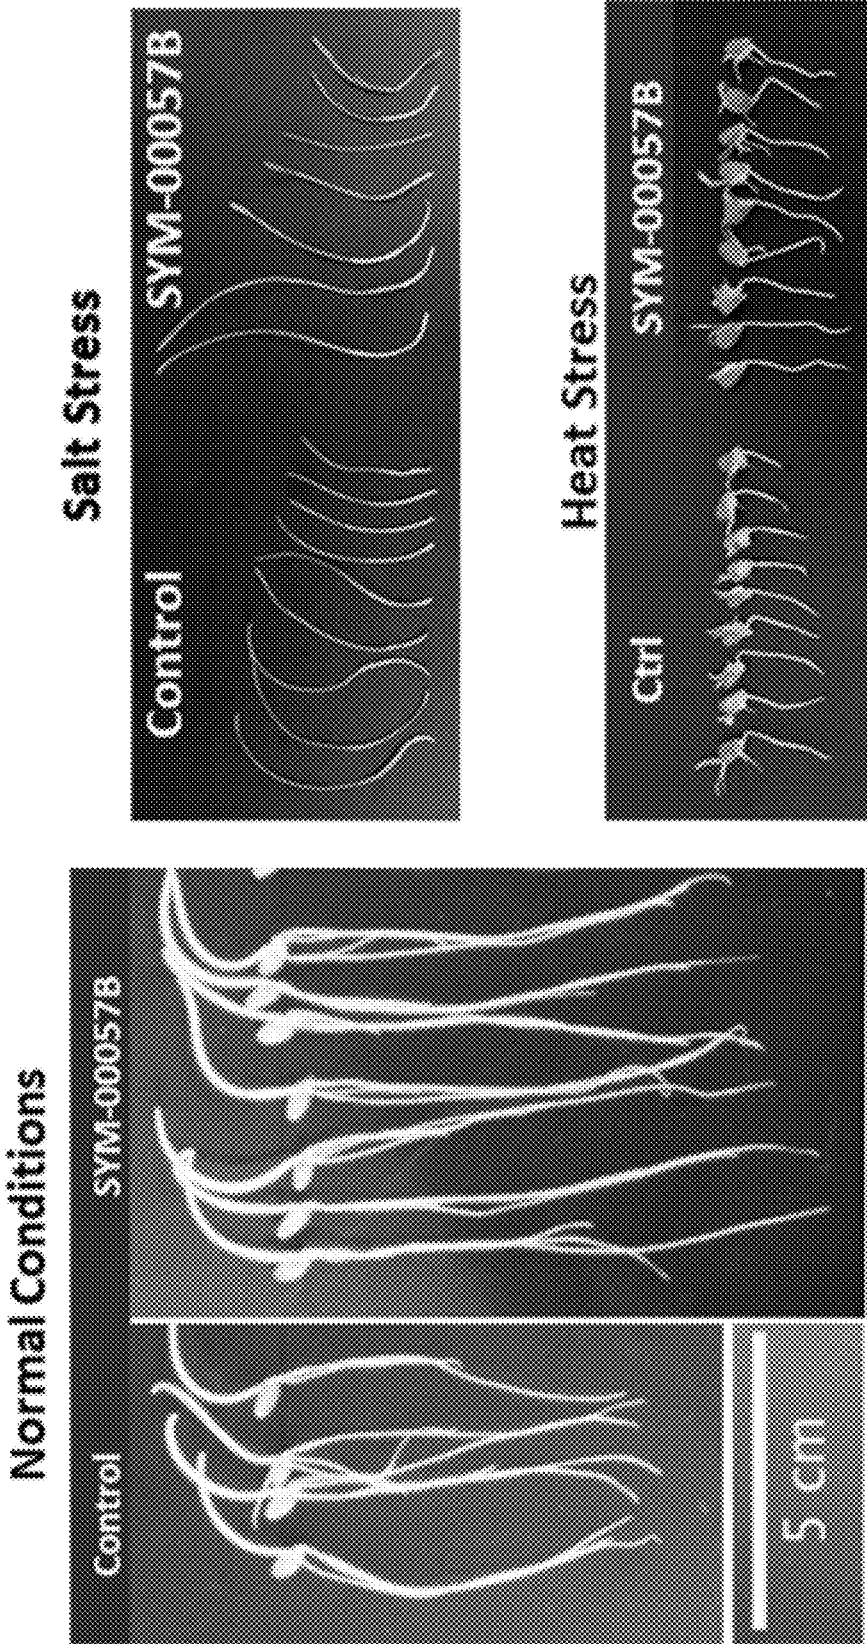 Normal Conditions
Control
SYM-00057B
5 cm
Salt Stress
Control
SYM-00057B
Heat Stress
Ctrl
SYM-00057B